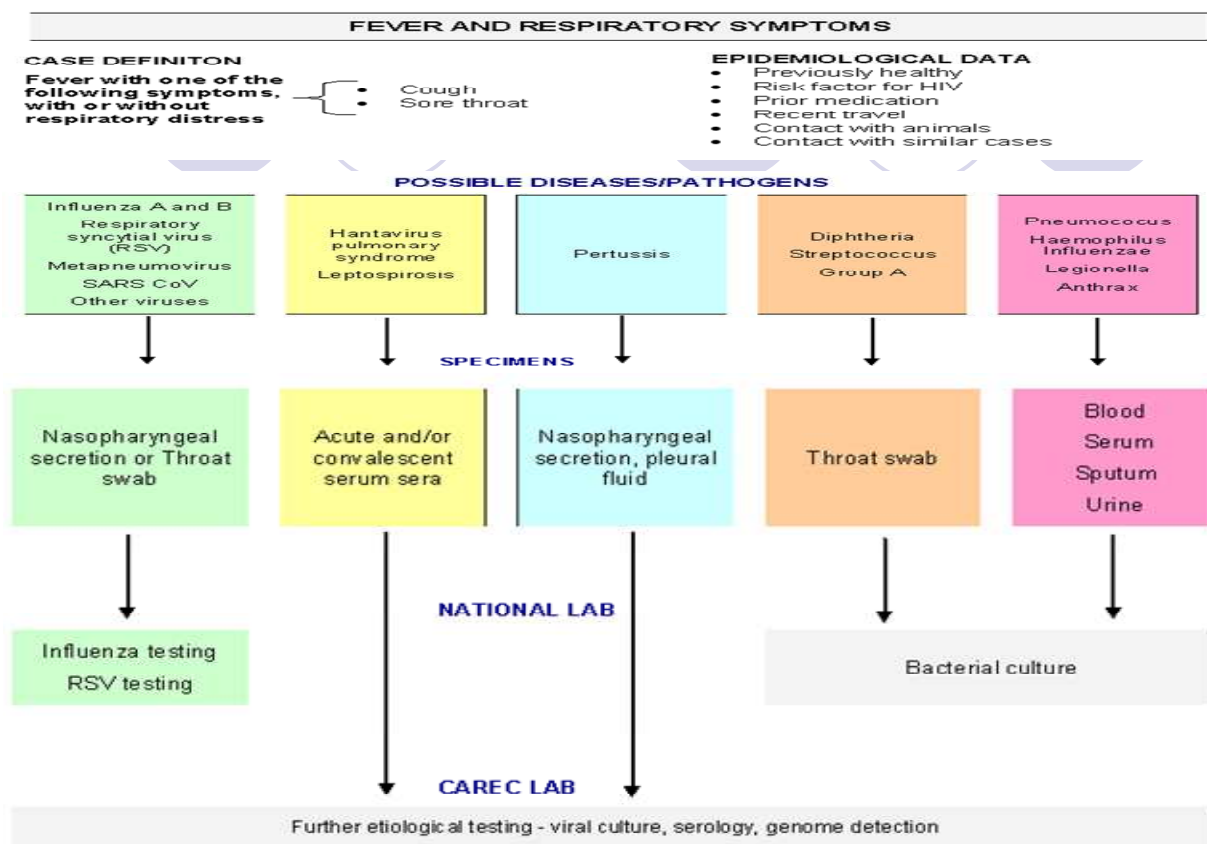 FEVER AND RESPIRATORY SYMPTOMS
CASE DEFINITON
Fever with one of the
following symptoms,
with or without
respiratory distress
• Cough
• Sore throat
EPIDEMIOLOGICAL DATA
• Previously healthy
• Risk factor for HIV
• Prior medication
• Recent travel
• Contact with animals
• Contact with similar cases
POSSIBLE DISEASES/PATHOGENS
Influenza A and B
Respiratory
syncytial virus
(RSV)
Metapneumovirus
SARS CoV
Other viruses
Hantavirus
pulmonary
syndrome
Leptospirosis
Pertussis
Diphtheria
Streptococcus
Group A
Pneumococus
Haemophilus
Influenzae
Legionella
Anthrax
SPECIMENS
Nasopharyngeal
secretion or Throat
swab
Acute and/or
convalescent
serum sera
Nasopharyngeal
secretion, pleural
fluid
Throat swab
Blood
Serum
Sputum
Urine
NATIONAL LAB
Influenza testing
RSV testing
Bacterial culture
CAREC LAB
Further etiological testing - viral culture, serology, genome detection